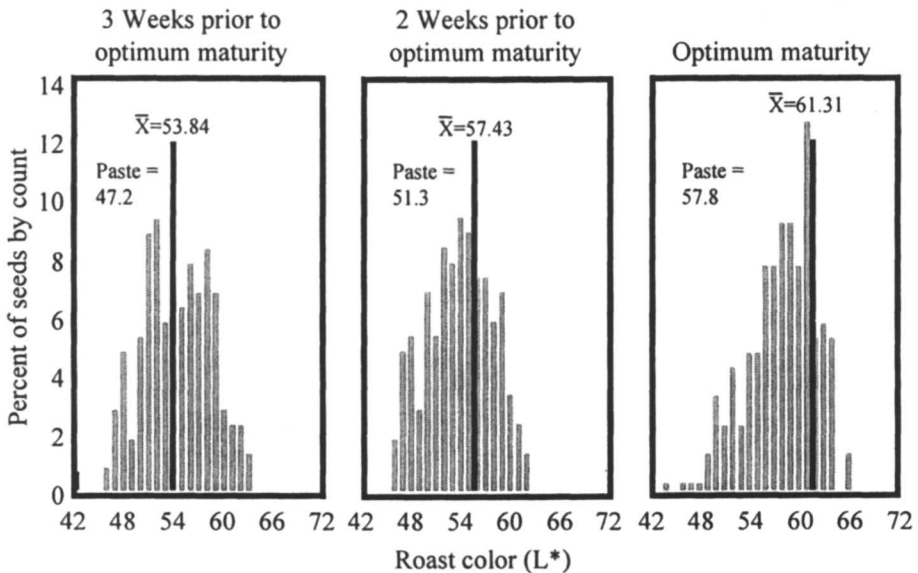 3 Weeks prior to
optimum maturity
2 Weeks prior to
optimum maturity
Optimum maturity
Percent of seeds by count
14
12
10
8
6
4
2
0
X̅=53.84
Paste =
47.2
X̅=57.43
Paste =
51.3
X̅=61.31
Paste =
57.8
42 48 54 60 66 72
42 48 54 60 66 72
42 48 54 60 66 72
Roast color (L*)